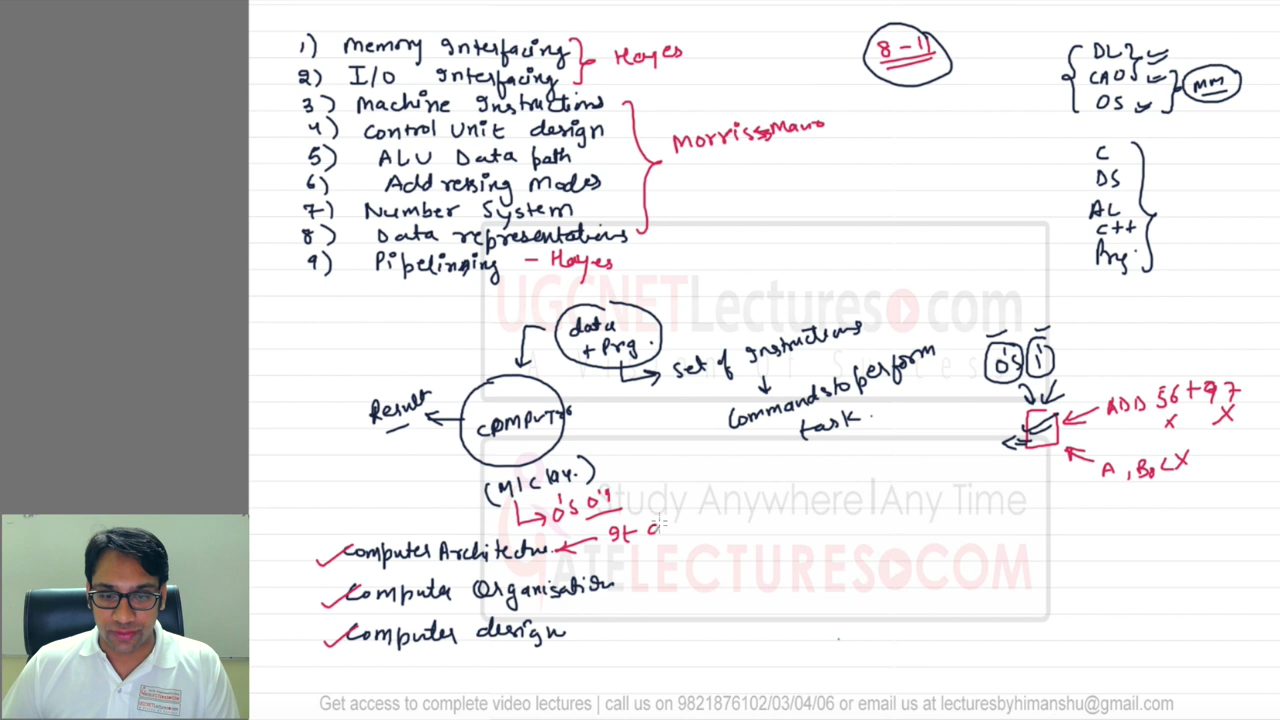 1) Memory Interfacing
2) I/O Interfacing
} Hayes
3) Machine Instructions
4) Control Unit design
5) ALU Data path
6) Addressing Modes
7) Number System
8) Data representations
} Morris Mano
9) Pipelining - Hayes
8-11
DL
CAO
OS
MM
C
DS
AL
C++
Prg.
UGCNETLectures.com
data + Prg.
set of Instructions
Commands to perform task.
Result
COMPUTER
0's 1
ADD 56+97
x X
A, B, C X
Study Anywhere|Any Time
GATELECTURES.COM
✓ Computer Architecture ← It
✓ Computer Organisation
✓ Computer design
Get access to complete video lectures | call us on 9821876102/03/04/06 or email us at lecturesbyhimanshu@gmail.com